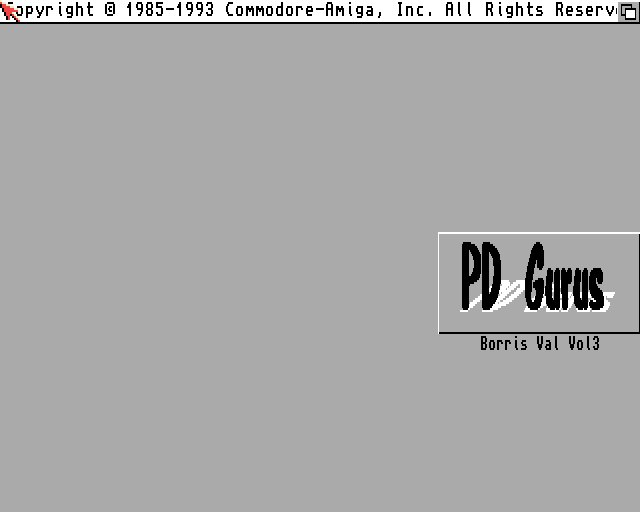 opyright © 1985-1993 Commodore-Amiga, Inc. All Rights Reserv
PD Gurus
Borris Val Vol3